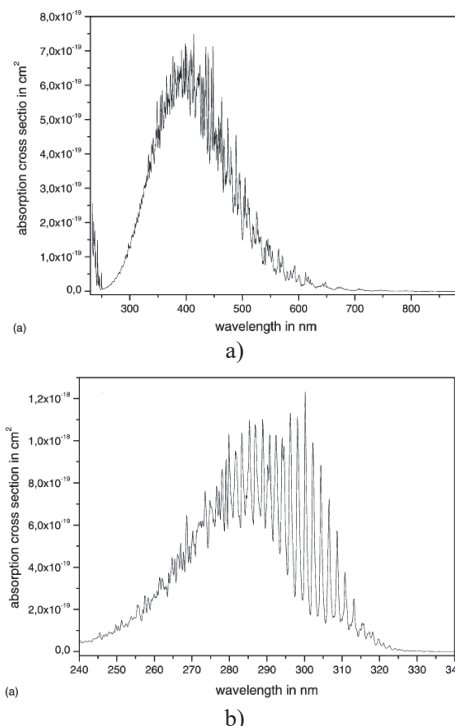 8,0x10⁻¹⁹
7,0x10⁻¹⁹
6,0x10⁻¹⁹
5,0x10⁻¹⁹
4,0x10⁻¹⁹
3,0x10⁻¹⁹
2,0x10⁻¹⁹
1,0x10⁻¹⁹
0,0
absorption cross sectio in cm²
300 400 500 600 700 800
wavelength in nm
(a)
a)
1,2x10⁻¹⁸
1,0x10⁻¹⁸
8,0x10⁻¹⁹
6,0x10⁻¹⁹
4,0x10⁻¹⁹
2,0x10⁻¹⁹
0,0
absorption cross section in cm²
240 250 260 270 280 290 300 310 320 330
wavelength in nm
(a)
b)